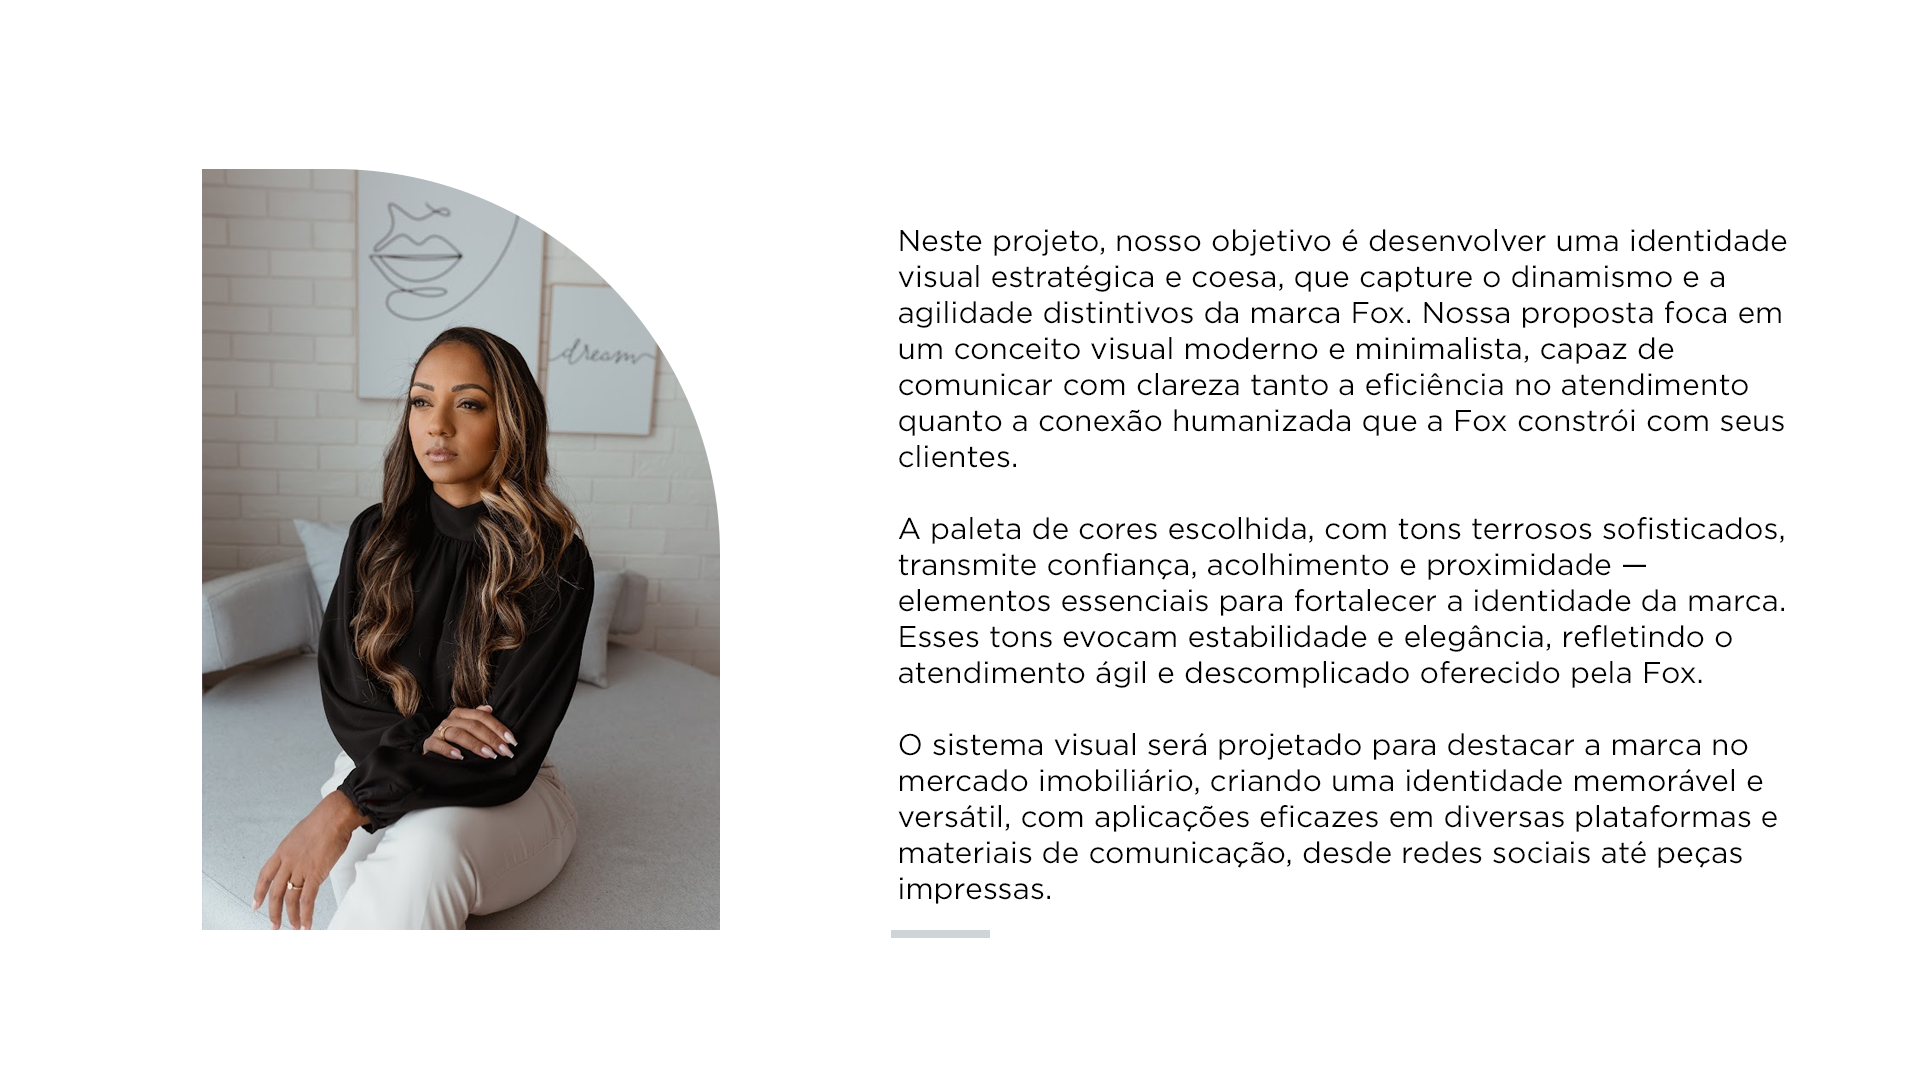 dream
Neste projeto, nosso objetivo é desenvolver uma identidade
visual estratégica e coesa, que capture o dinamismo e a
agilidade distintivos da marca Fox. Nossa proposta foca em
um conceito visual moderno e minimalista, capaz de
comunicar com clareza tanto a eficiência no atendimento
quanto a conexão humanizada que a Fox constrói com seus
clientes.
A paleta de cores escolhida, com tons terrosos sofisticados,
transmite confiança, acolhimento e proximidade —
elementos essenciais para fortalecer a identidade da marca.
Esses tons evocam estabilidade e elegância, refletindo o
atendimento ágil e descomplicado oferecido pela Fox.
O sistema visual será projetado para destacar a marca no
mercado imobiliário, criando uma identidade memorável e
versátil, com aplicações eficazes em diversas plataformas e
materiais de comunicação, desde redes sociais até peças
impressas.